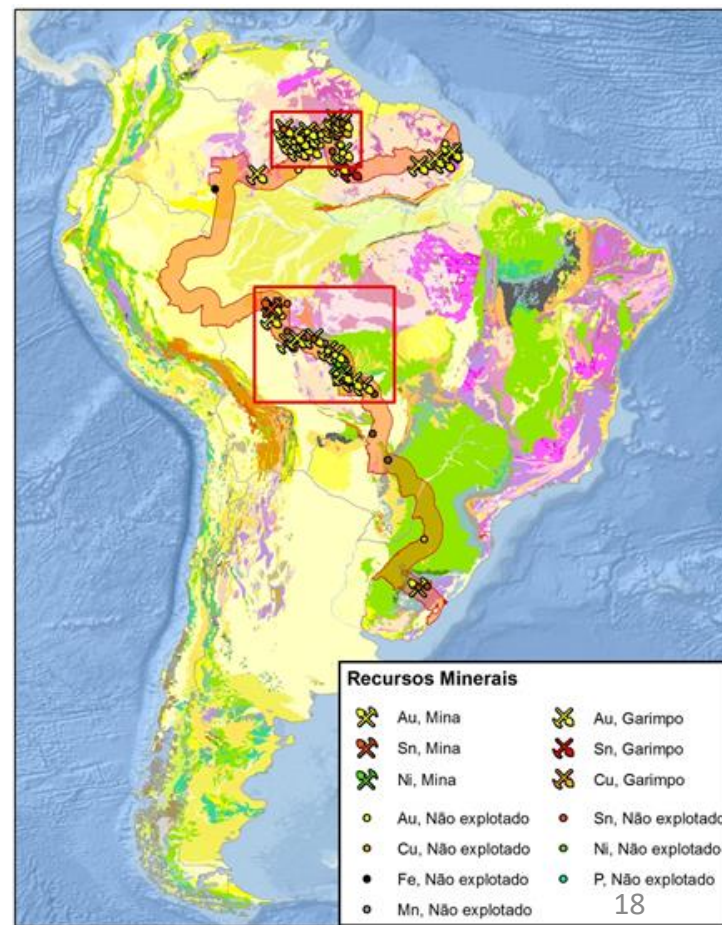 Recursos Minerais
Au, Mina
Au, Garimpo
Sn, Mina
Sn, Garimpo
Ni, Mina
Cu, Garimpo
Au, Não explotado
Sn, Não explotado
Cu, Não explotado
Ni, Não explotado
Fe, Não explotado
P, Não explotado
Mn, Não explotado
18